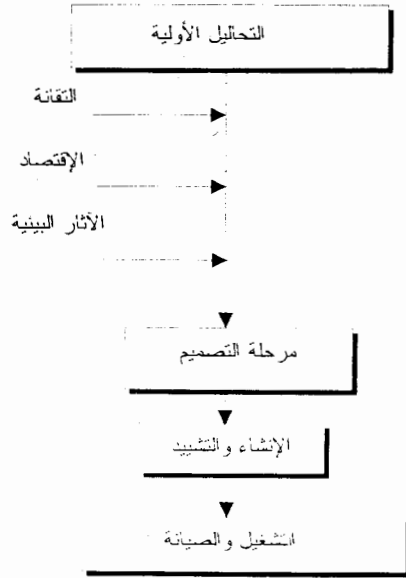 التحاليل الأولية
التقانة
الإقتصاد
الآثار البيئية
مرحلة التصميم
الإنشاء والتشييد
التشغيل والصيانة